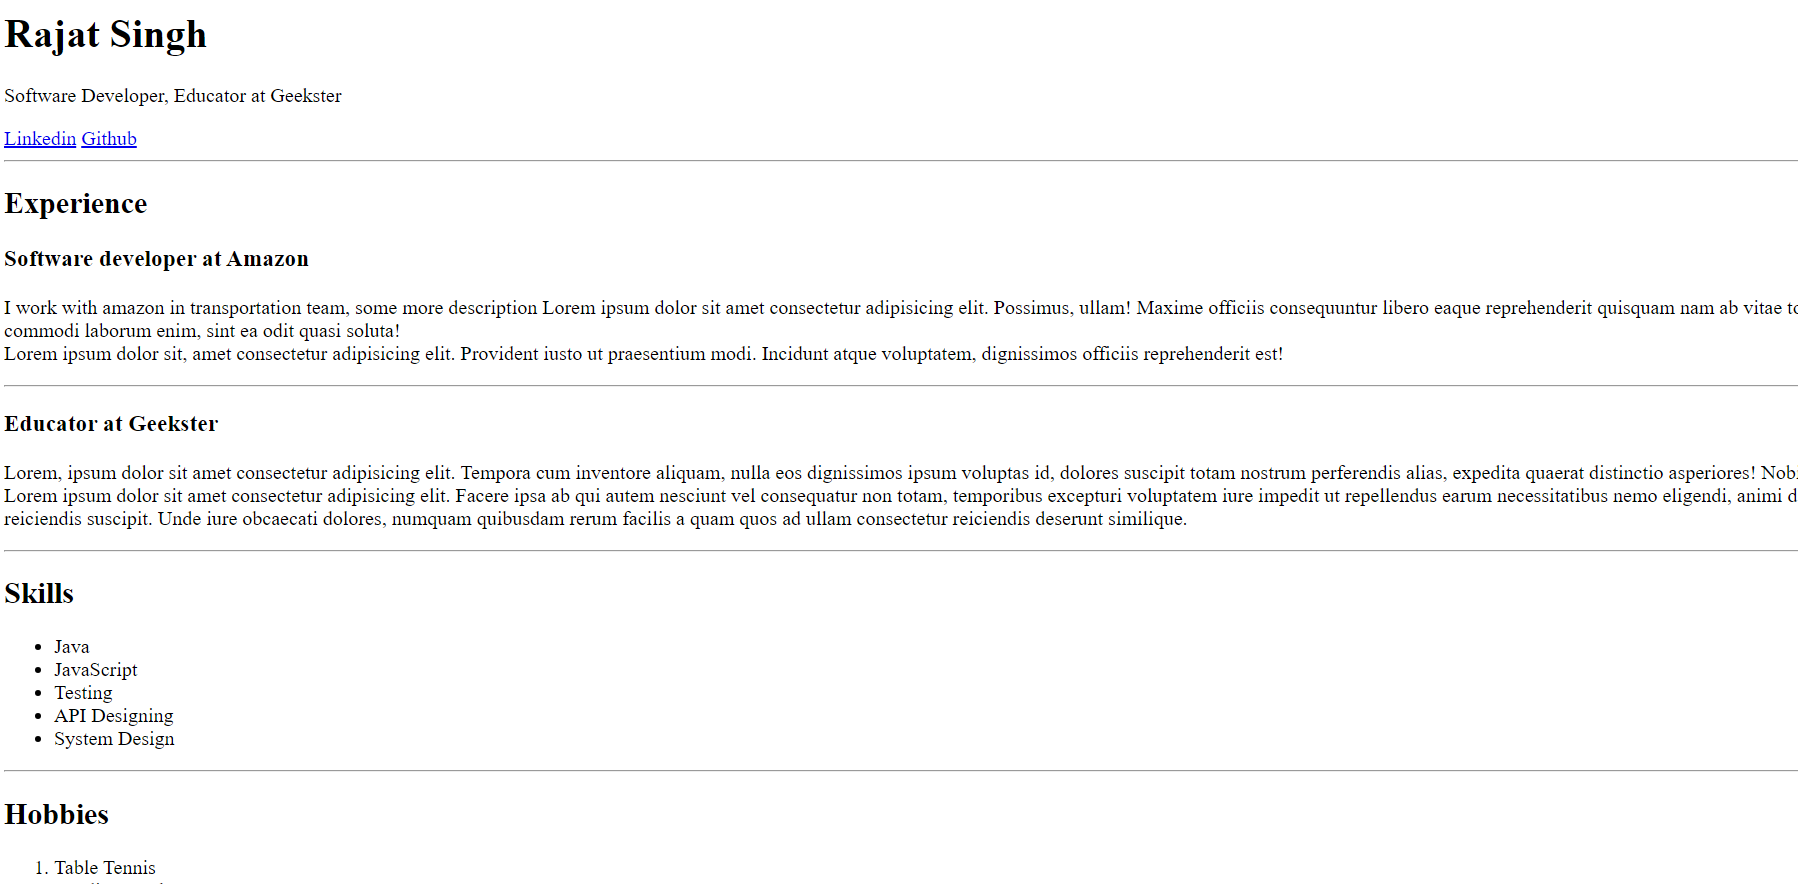 Rajat Singh
Software Developer, Educator at Geekster
Linkedin Github
Experience
Software developer at Amazon
I work with amazon in transportation team, some more description Lorem ipsum dolor sit amet consectetur adipisicing elit. Possimus, ullam! Maxime officiis consequuntur libero eaque reprehenderit quisquam nam ab vitae
commodi laborum enim, sint ea odit quasi soluta!
Lorem ipsum dolor sit, amet consectetur adipisicing elit. Provident iusto ut praesentium modi. Incidunt atque voluptatem, dignissimos officiis reprehenderit est!
Educator at Geekster
Lorem, ipsum dolor sit amet consectetur adipisicing elit. Tempora cum inventore aliquam, nulla eos dignissimos ipsum voluptas id, dolores suscipit totam nostrum perferendis alias, expedita quaerat distinctio asperiores!
Lorem ipsum dolor sit amet consectetur adipisicing elit. Facere ipsa ab qui autem nesciunt vel consequatur non totam, temporibus excepturi voluptatem iure impedit ut repellendus earum necessitatibus nemo eligendi, animi
reiciendis suscipit. Unde iure obcaecati dolores, numquam quibusdam rerum facilis a quam quos ad ullam consectetur reiciendis deserunt similique.
Skills
• Java
• JavaScript
• Testing
• API Designing
• System Design
Hobbies
1. Table Tennis